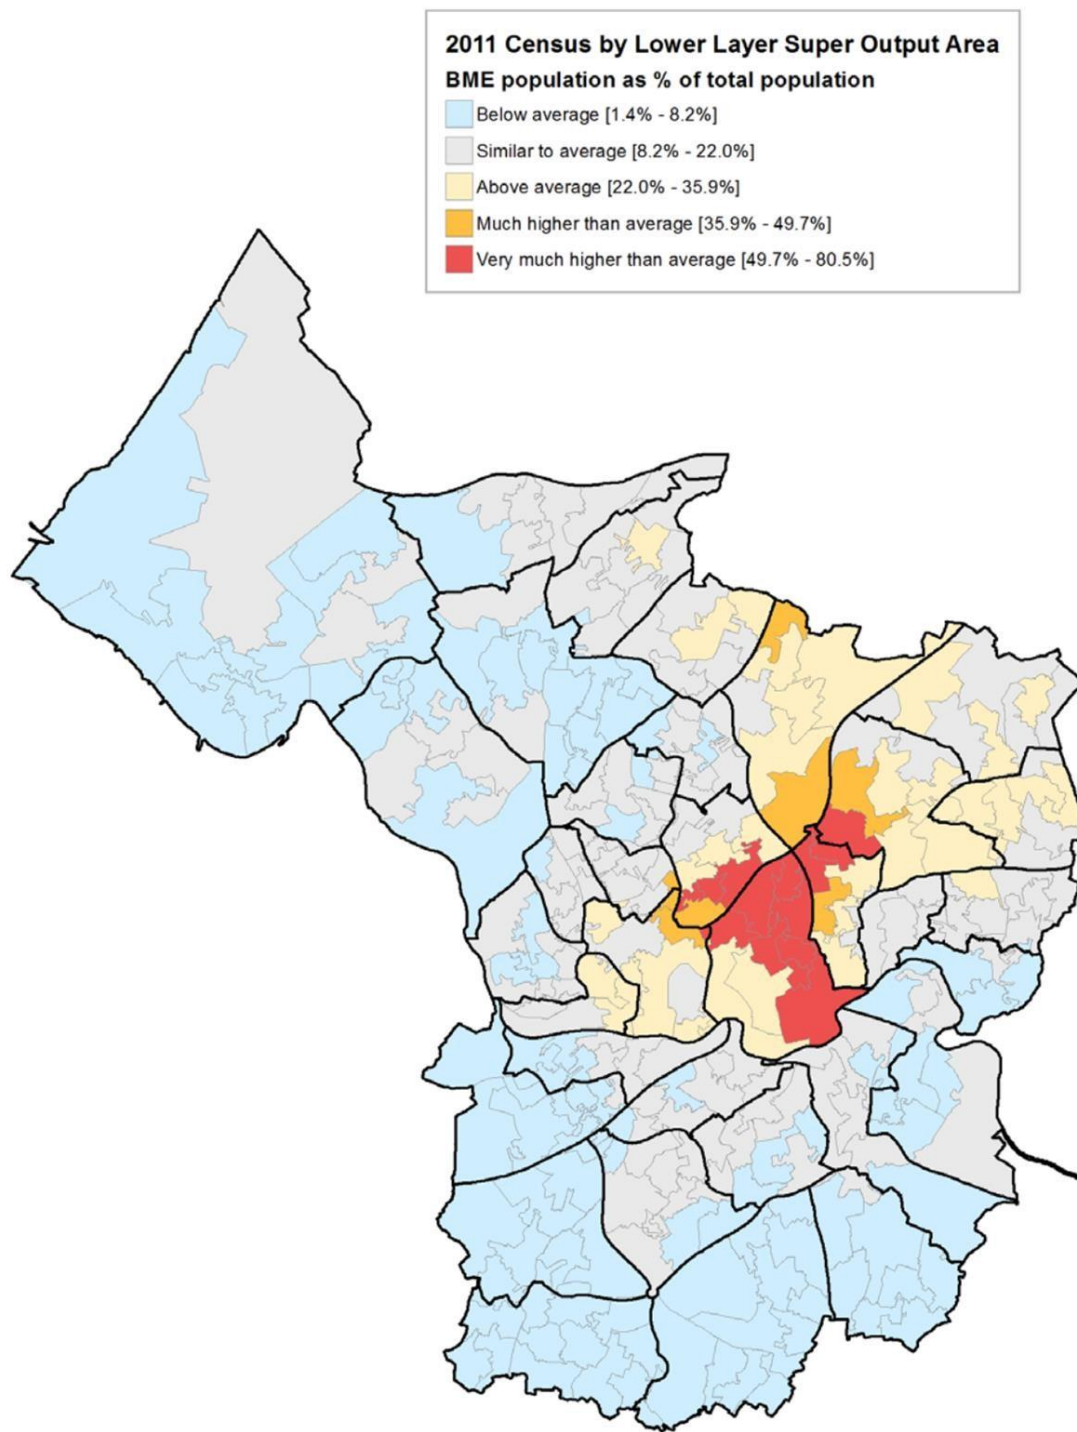 2011 Census by Lower Layer Super Output Area
BME population as % of total population
Below average [1.4% - 8.2%]
Similar to average [8.2% - 22.0%]
Above average [22.0% - 35.9%]
Much higher than average [35.9% - 49.7%]
Very much higher than average [49.7% - 80.5%]